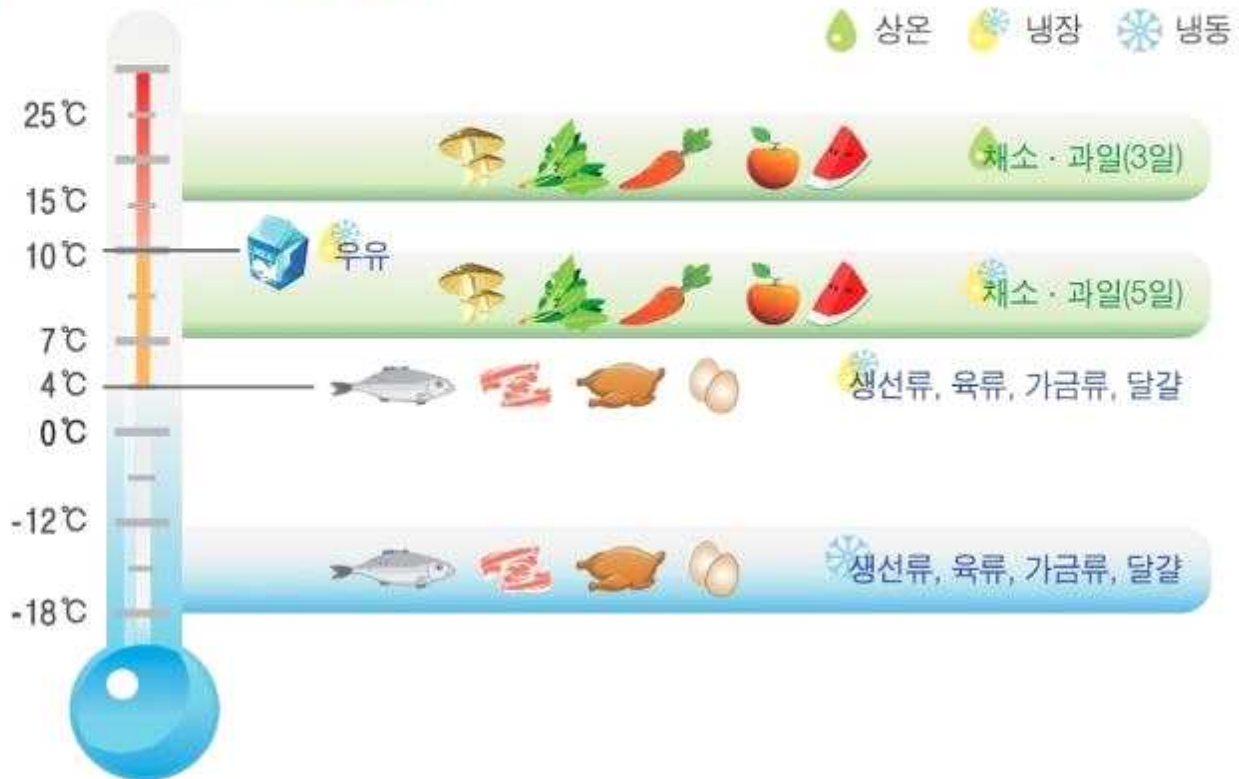 상온 냉장 냉동
25℃
채소 · 과일(3일)
15℃
10℃
우유
채소 · 과일(5일)
7℃
4℃
생선류, 육류, 가금류, 달걀
0℃
-12℃
생선류, 육류, 가금류, 달걀
-18℃